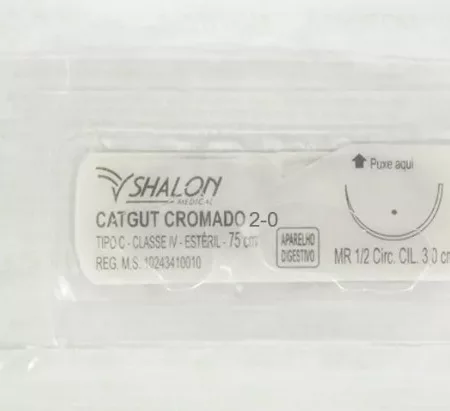 Puxe aqui
SHALON
MEDICAL
CATGUT CROMADO 2-0
TIPO C - CLASSE IV - ESTÉRIL - 75 cm
REG. M.S. 10243410010
APARELHO
DIGESTIVO
MR 1/2 Circ. CIL. 3.0 cm